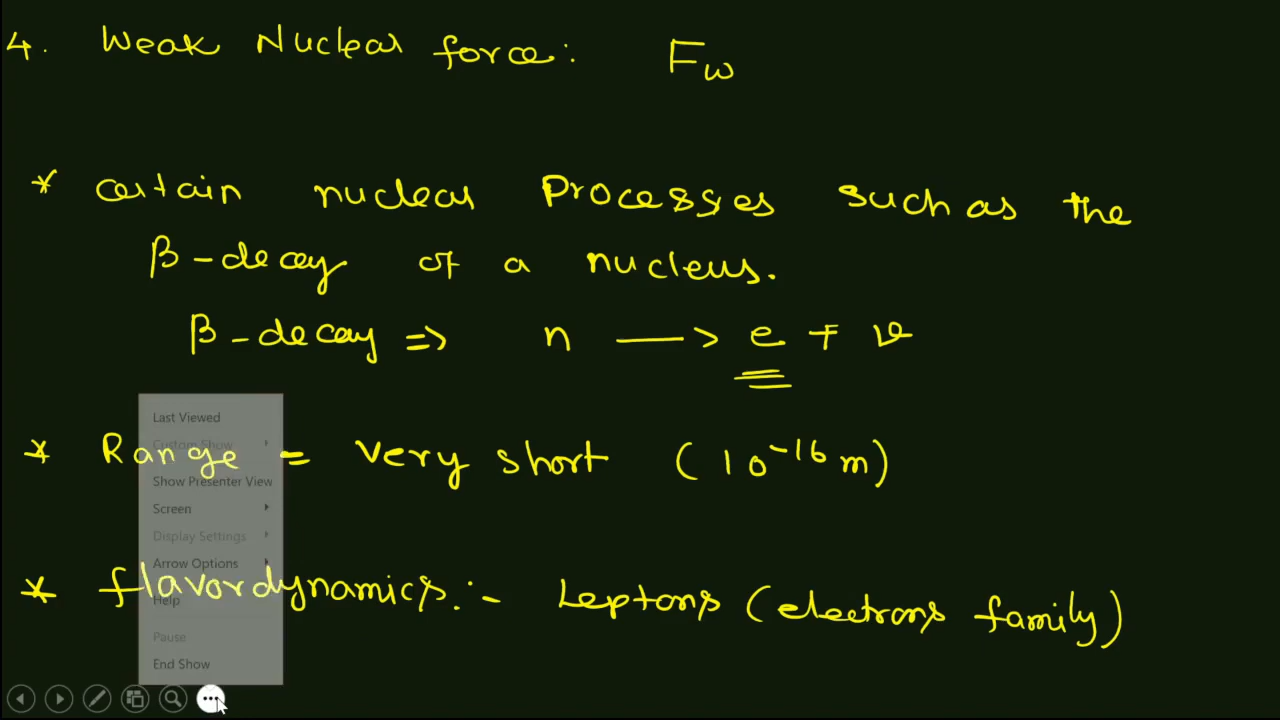 4. Weak Nuclear force: Fw
* certain nuclear Processes such as the
β-decay of a nucleus.
β-decay => n —> e + ν
Last Viewed
Custom Show
* Range = very short (10⁻¹⁶ m)
Show Presenter View
Screen
Display Settings
Arrow Options
* flavordynamics:- Leptons (electrons family)
Help
Pause
End Show